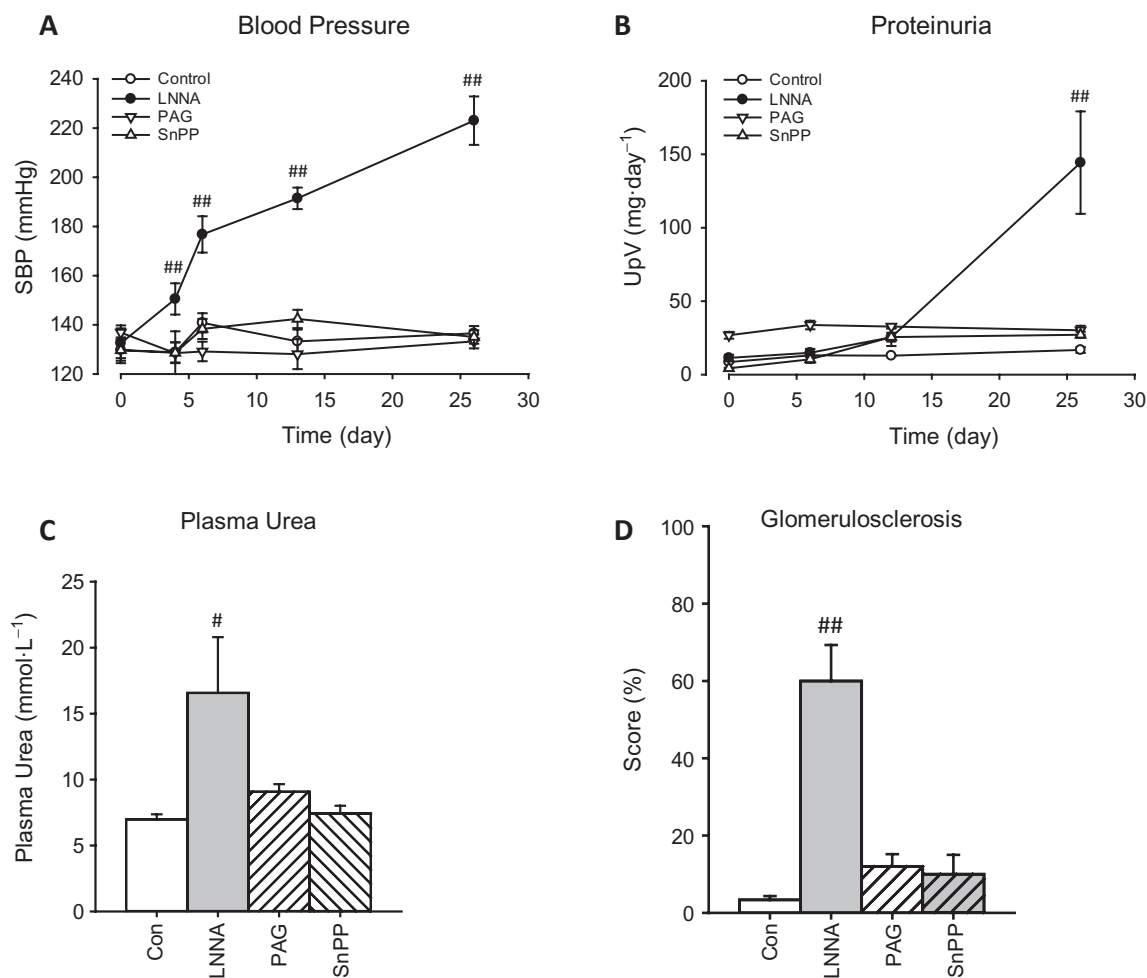 A
Blood Pressure
240
220
200
180
160
140
120
SBP (mmHg)
Control
LNNA
PAG
SnPP
##
##
##
##
0 5 10 15 20 25 30
Time (day)
B
Proteinuria
200
150
100
50
0
UpV (mg·day⁻¹)
Control
LNNA
PAG
SnPP
##
0 5 10 15 20 25 30
Time (day)
C
Plasma Urea
25
20
15
10
5
0
Plasma Urea (mmol·L⁻¹)
#
Con LNNA PAG SnPP
D
Glomerulosclerosis
100
80
60
40
20
0
Score (%)
##
Con LNNA PAG SnPP